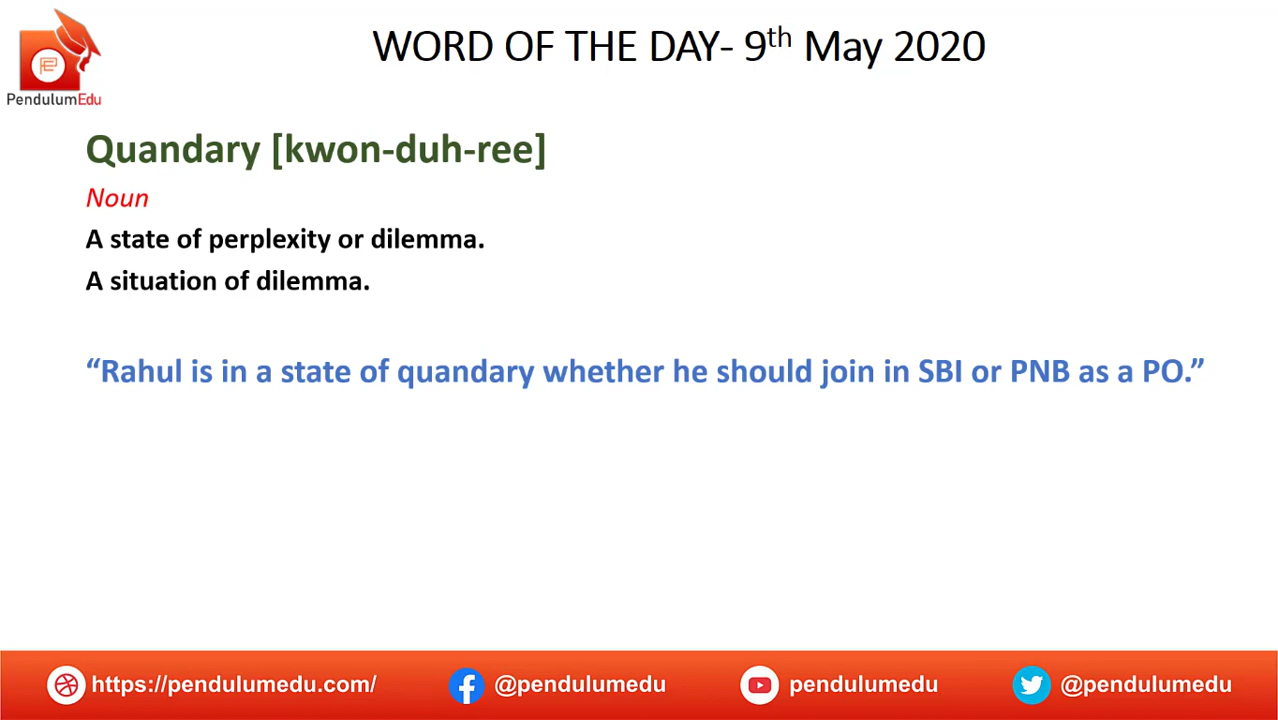 PendulumEdu
WORD OF THE DAY- 9th May 2020
Quandary [kwon-duh-ree]
Noun
A state of perplexity or dilemma.
A situation of dilemma.
“Rahul is in a state of quandary whether he should join in SBI or PNB as a PO.”
https://pendulumedu.com/ @pendulumedu pendulumedu @pendulumedu